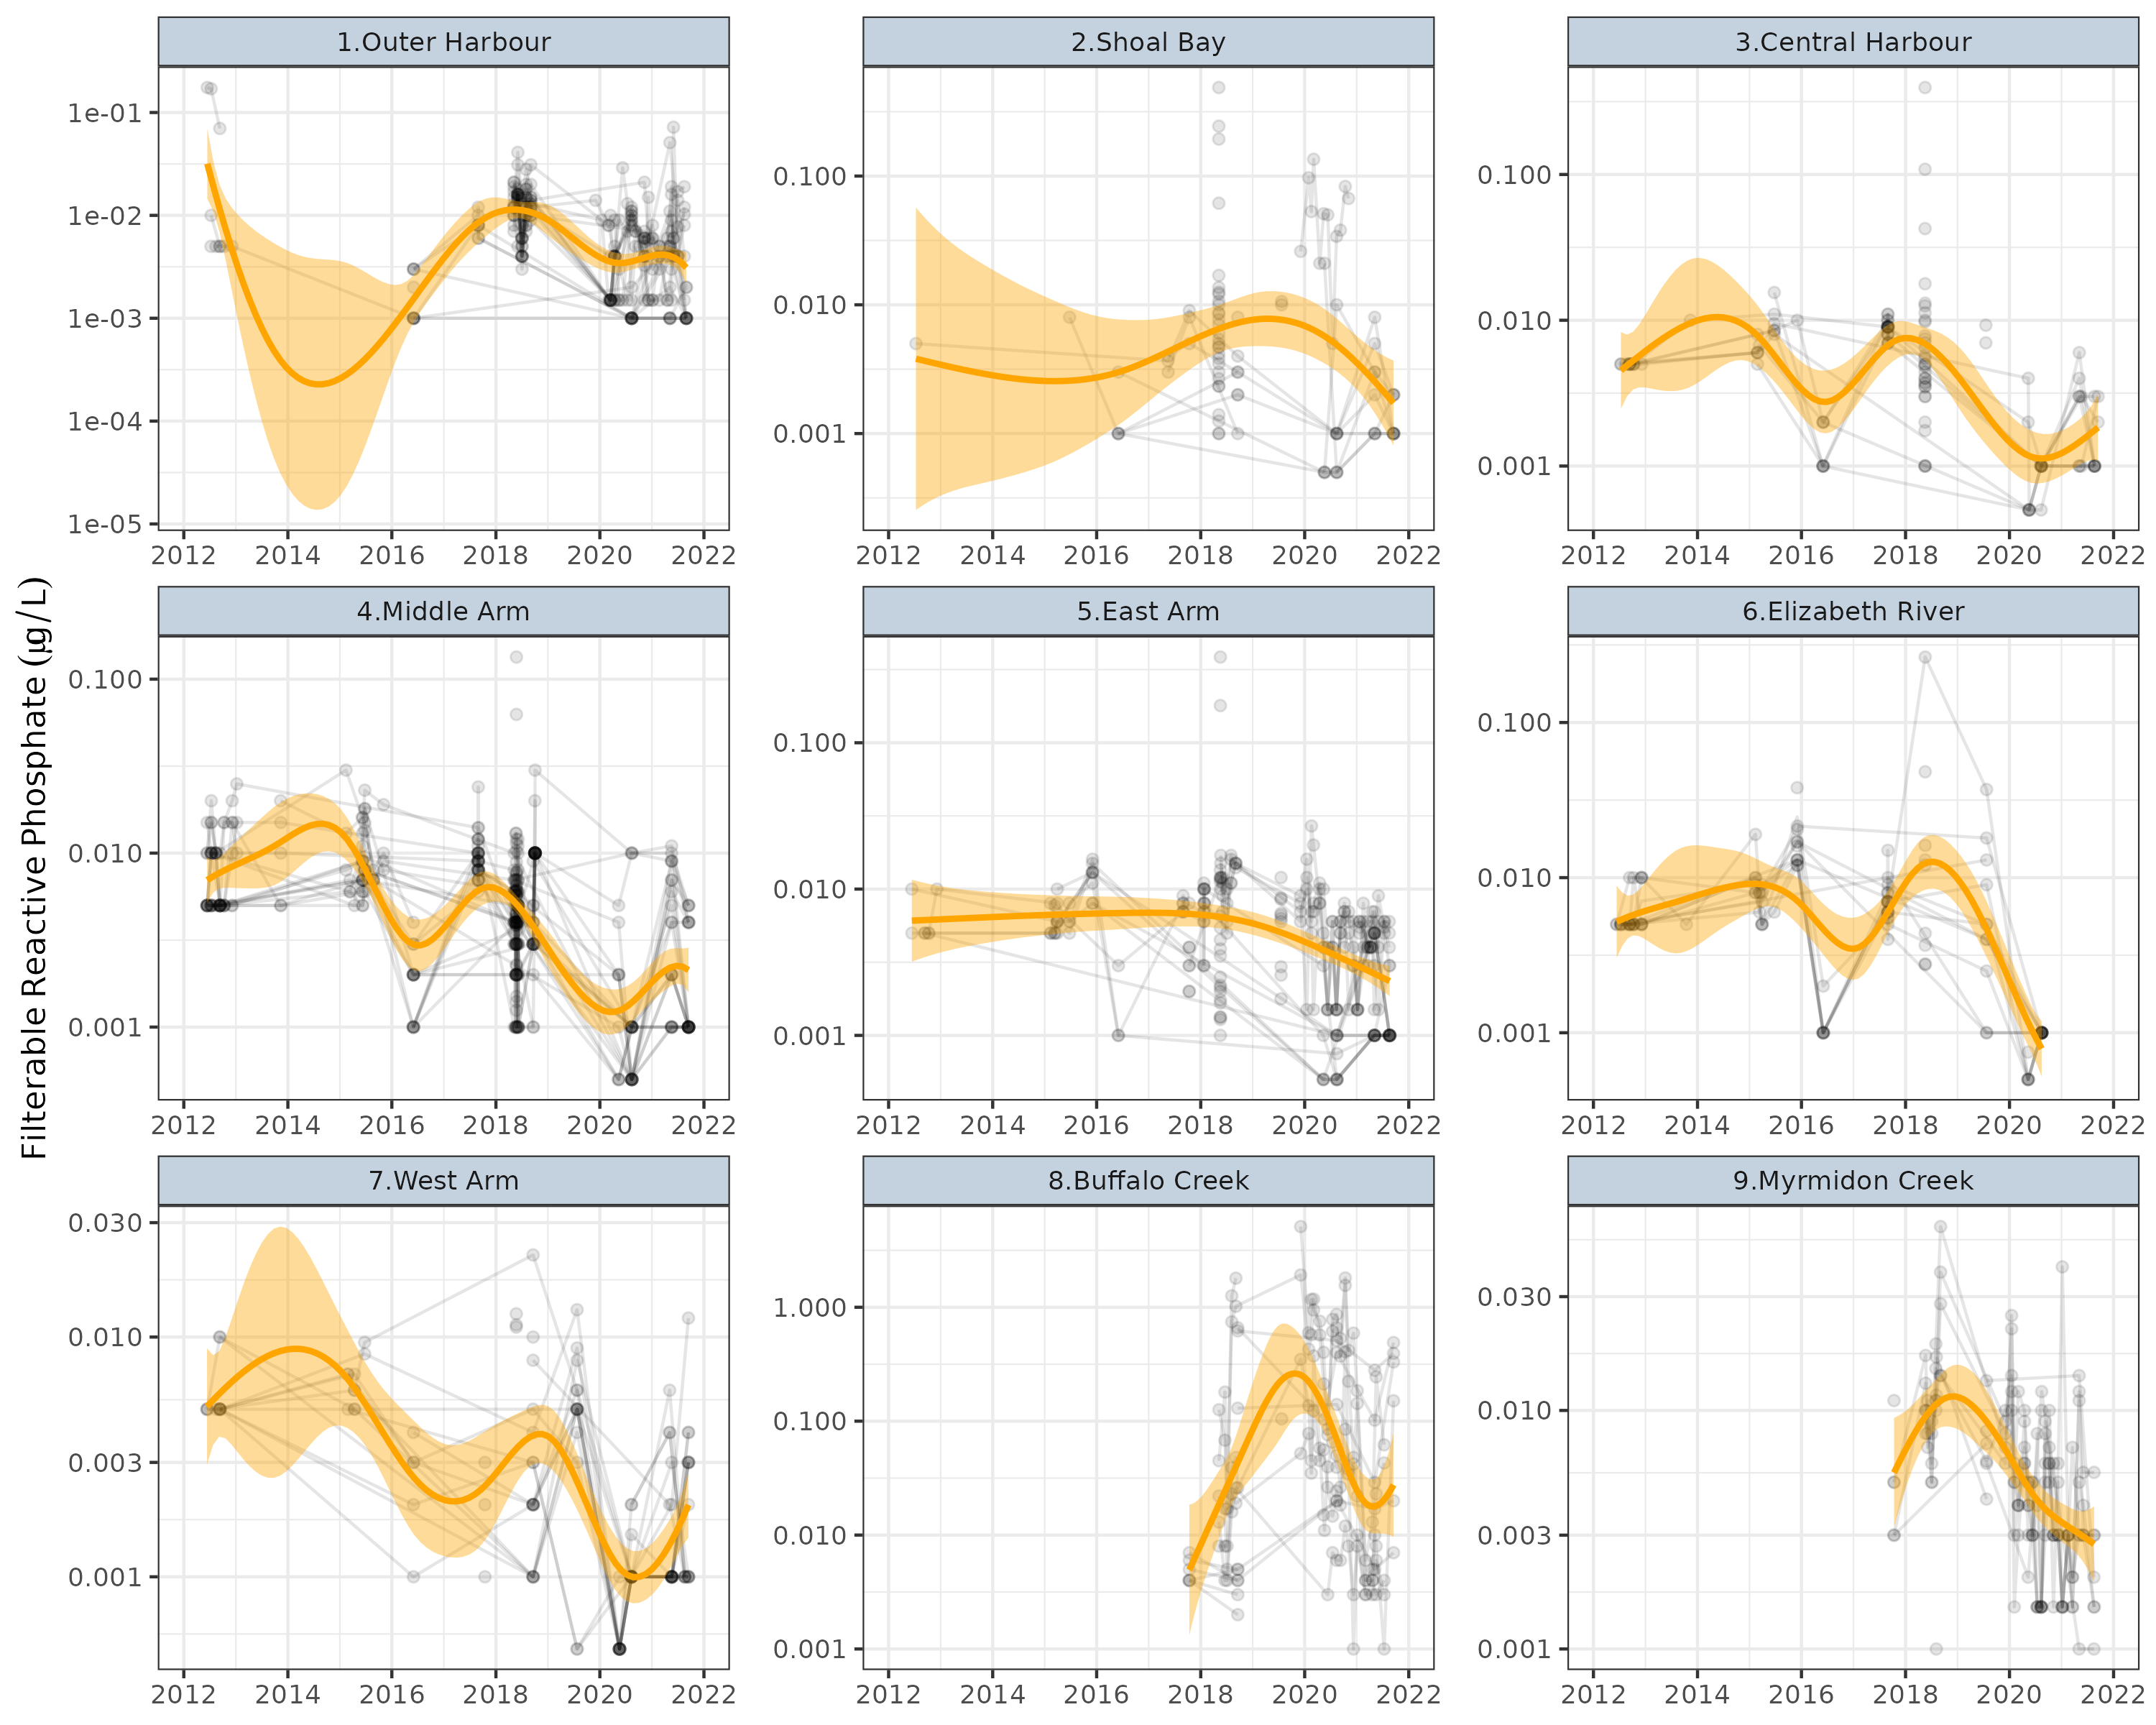 1.Outer Harbour
2.Shoal Bay
3.Central Harbour
1e-01
1e-02
1e-03
1e-04
1e-05
0.100
0.010
0.001
0.100
0.010
0.001
2012 2014 2016 2018 2020 2022
2012 2014 2016 2018 2020 2022
2012 2014 2016 2018 2020 2022
Filterable Reactive Phosphate (µg/L)
4.Middle Arm
5.East Arm
6.Elizabeth River
0.100
0.010
0.001
0.100
0.010
0.001
0.100
0.010
0.001
2012 2014 2016 2018 2020 2022
2012 2014 2016 2018 2020 2022
2012 2014 2016 2018 2020 2022
7.West Arm
8.Buffalo Creek
9.Myrmidon Creek
0.030
0.010
0.003
0.001
1.000
0.100
0.010
0.001
0.030
0.010
0.003
0.001
2012 2014 2016 2018 2020 2022
2012 2014 2016 2018 2020 2022
2012 2014 2016 2018 2020 2022